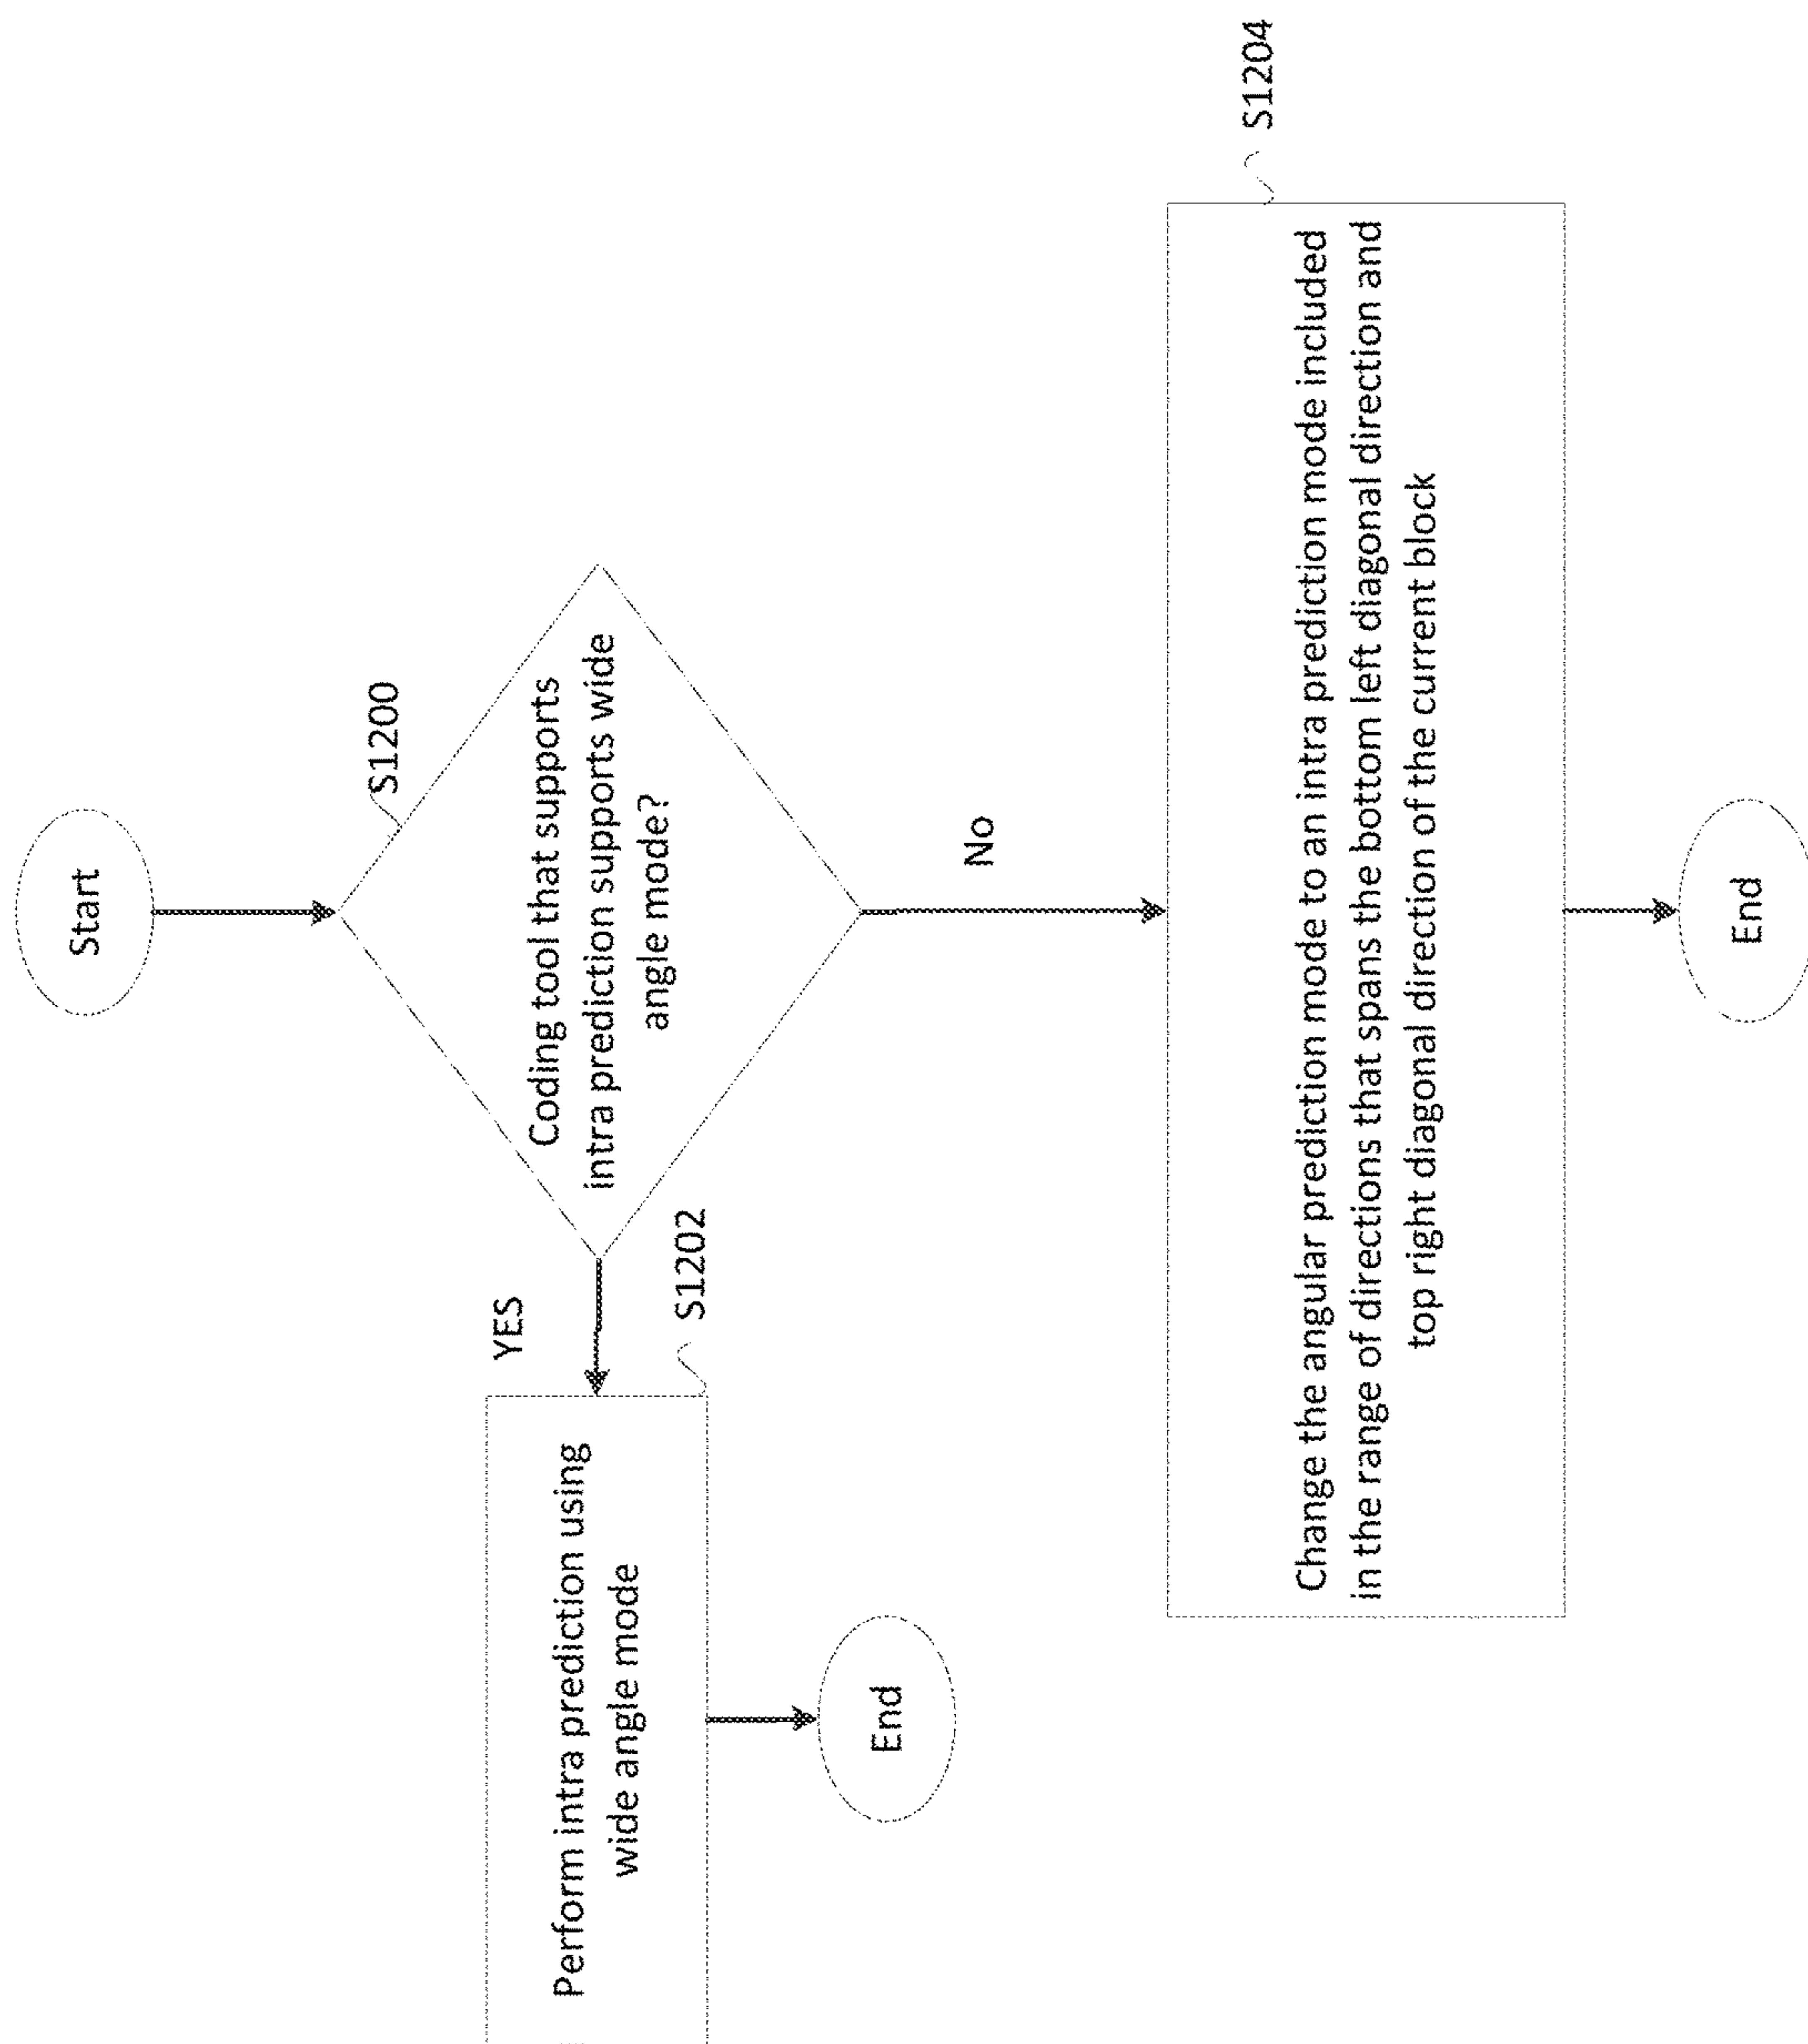 Start
S1200
Coding tool that supports
intra prediction supports wide
angle mode?
YES
S1202
Perform intra prediction using
wide angle mode
End
No
S1204
Change the angular prediction mode to an intra prediction mode included
in the range of directions that spans the bottom left diagonal direction and
top right diagonal direction of the current block
End